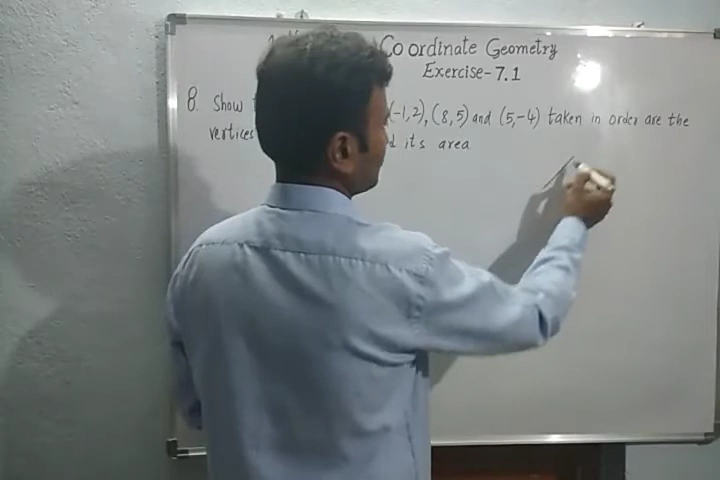 Co ordinate Geometry
Exercise-7.1
8. Show (-1,2), (8,5) and (5,-4) taken in order are the
vertices its area